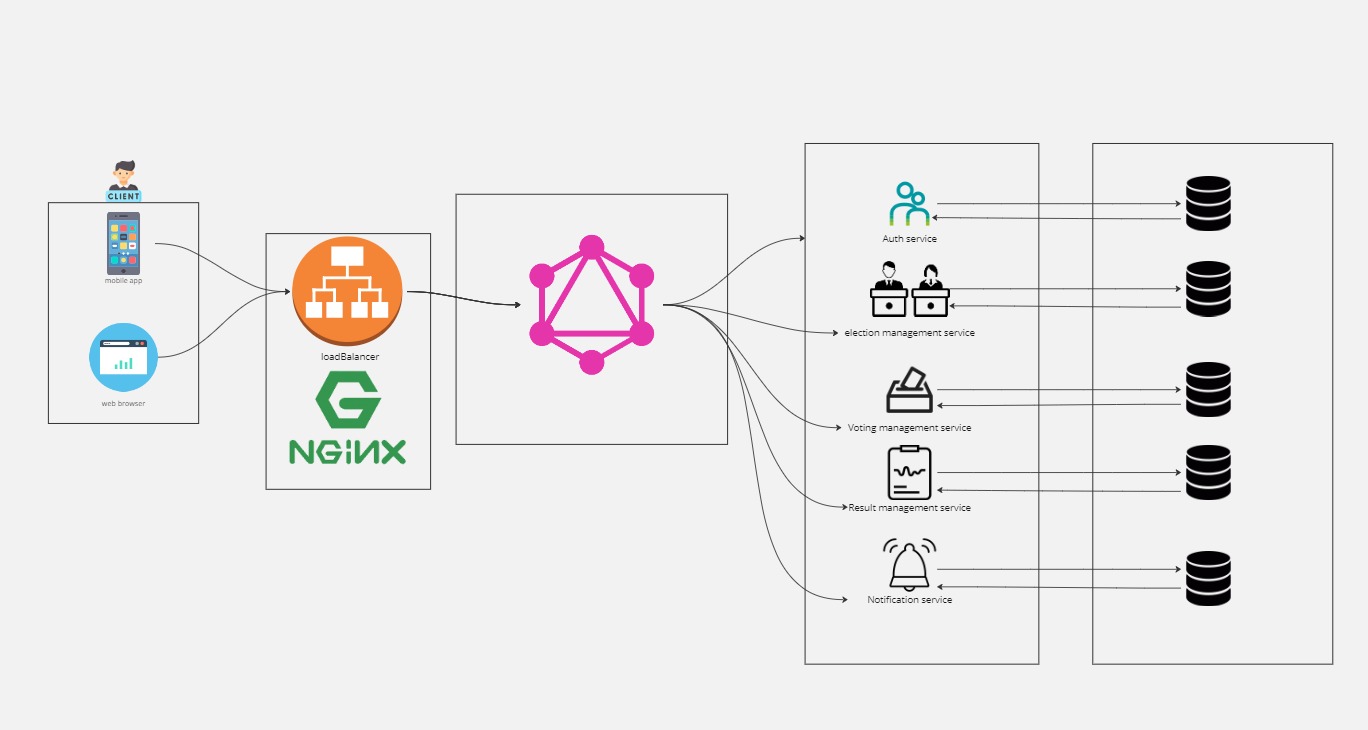 CLIENT
mobile app
web browser
loadBalancer
NGINX
Auth service
election management service
Voting management service
Result management service
Notification service